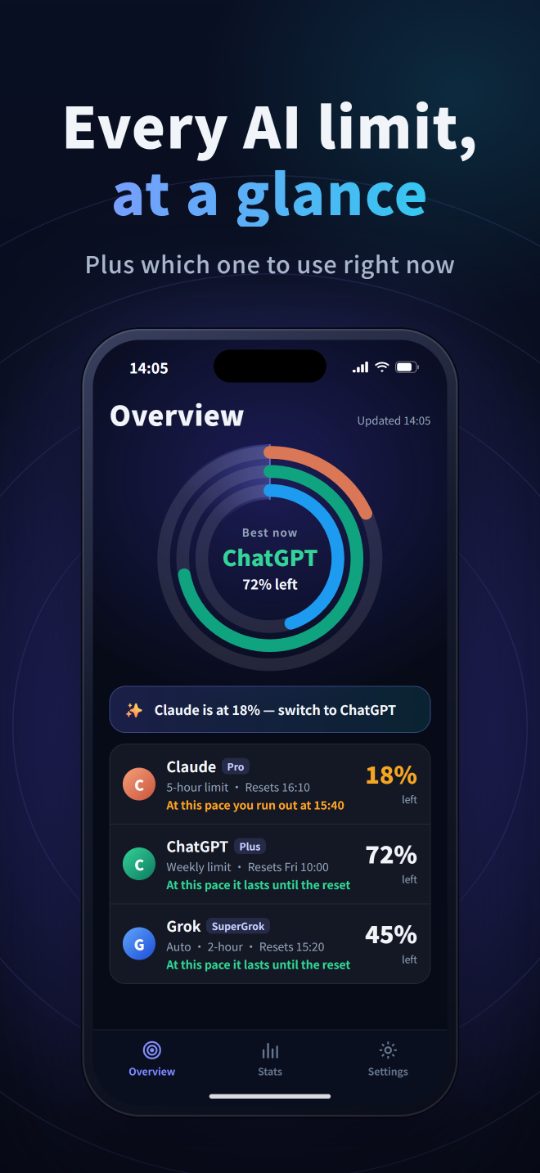 Every AI limit,
at a glance
Plus which one to use right now
14:05
Overview
Updated 14:05
Best now
ChatGPT
72% left
Claude is at 18% — switch to ChatGPT
C
Claude Pro
5-hour limit • Resets 16:10
At this pace you run out at 15:40
18%
left
C
ChatGPT Plus
Weekly limit • Resets Fri 10:00
At this pace it lasts until the reset
72%
left
G
Grok SuperGrok
Auto • 2-hour • Resets 15:20
At this pace it lasts until the reset
45%
left
Overview
Stats
Settings